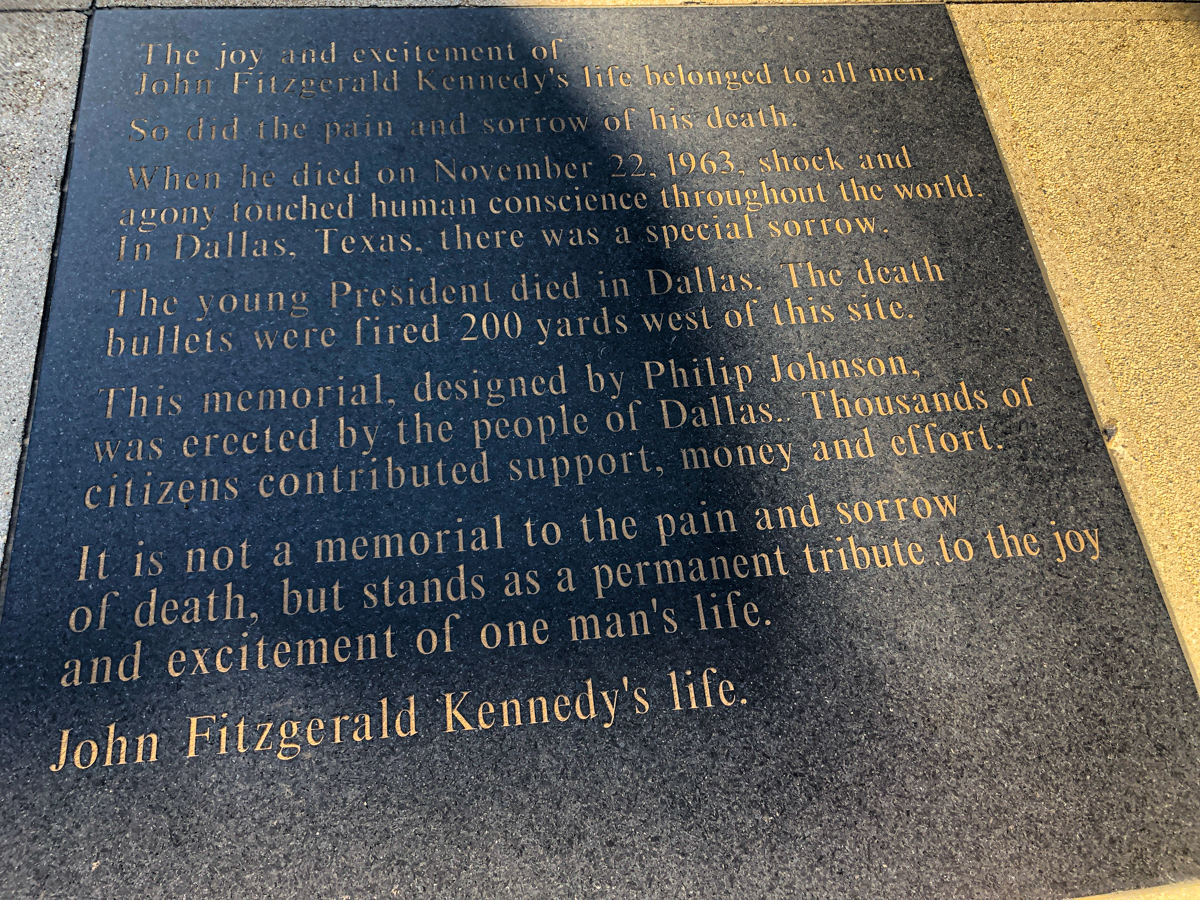 The joy and excitement of
John Fitzgerald Kennedy's life belonged to all men.
So did the pain and sorrow of his death.
When he died on November 22, 1963, shock and
agony touched human conscience throughout the world.
In Dallas, Texas, there was a special sorrow.
The young President died in Dallas. The death
bullets were fired 200 yards west of this site.
This memorial, designed by Philip Johnson,
was erected by the people of Dallas.. Thousands of
citizens contributed support, money and effort.
It is not a memorial to the pain and sorrow
of death, but stands as a permanent tribute to the joy
and excitement of one man's life.
John Fitzgerald Kennedy's life.